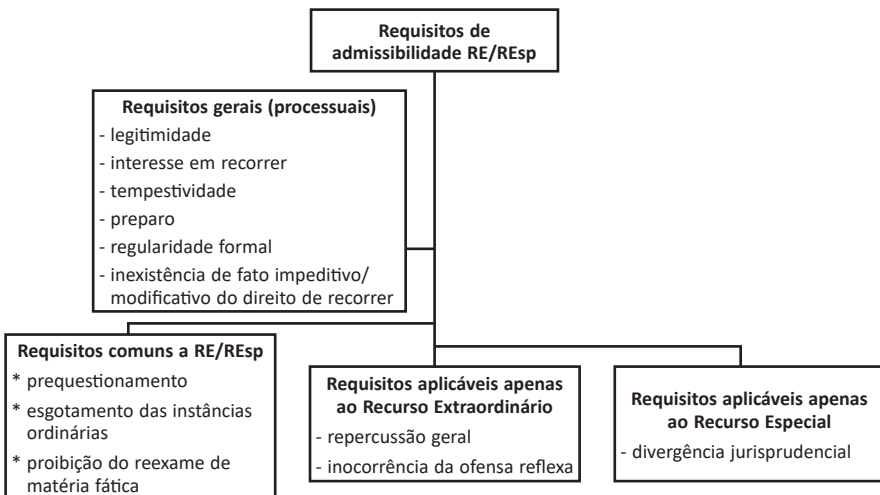 Requisitos de
admissibilidade RE/REsp
Requisitos gerais (processuais)
- legitimidade
- interesse em recorrer
- tempestividade
- preparo
- regularidade formal
- inexistência de fato impeditivo/
modificativo do direito de recorrer
Requisitos comuns a RE/REsp
* prequestionamento
* esgotamento das instâncias
ordinárias
* proibição do reexame de
matéria fática
Requisitos aplicáveis apenas
ao Recurso Extraordinário
- repercussão geral
- inocorrência da ofensa reflexa
Requisitos aplicáveis apenas
ao Recurso Especial
- divergência jurisprudencial